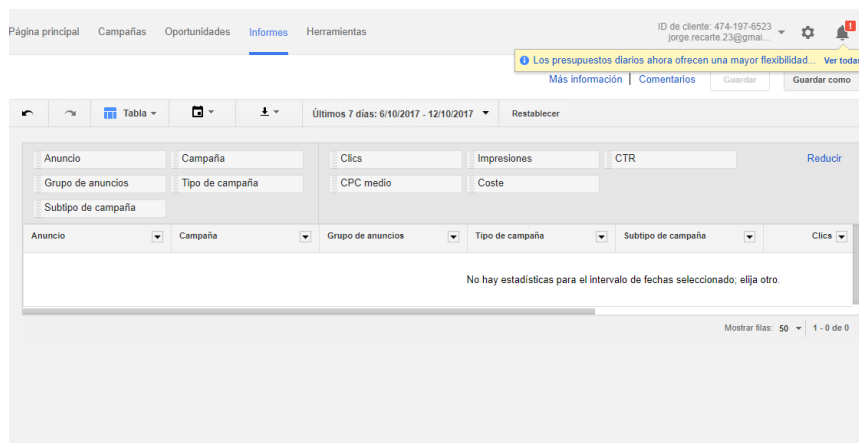 Página principal Campañas Oportunidades Informes Herramientas
ID de cliente: 474-197-6523
jorge.recarte.23@gmai...
!
Los presupuestos diarios ahora ofrecen una mayor flexibilidad... Ver todas
Más información | Comentarios Guardar Guardar como
Tabla Últimos 7 días: 6/10/2017 - 12/10/2017 Restablecer
Anuncio Campaña Clics Impresiones CTR Reducir
Grupo de anuncios Tipo de campaña CPC medio Coste
Subtipo de campaña
Anuncio Campaña Grupo de anuncios Tipo de campaña Subtipo de campaña Clics
No hay estadísticas para el intervalo de fechas seleccionado; elija otro.
Mostrar filas: 50 1 - 0 de 0